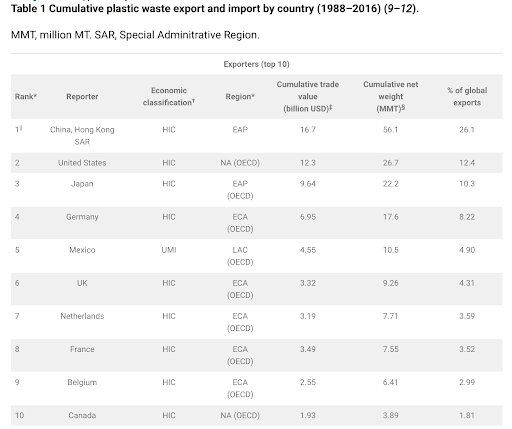 Table 1 Cumulative plastic waste export and import by country (1988–2016) (9–12).
MMT, million MT. SAR, Special Adminitrative Region.
Exporters (top 10)
Rank* Reporter Economic classification† Region* Cumulative trade value (billion USD)‡ Cumulative net weight (MMT)§ % of global exports
1‖ China, Hong Kong SAR HIC EAP 16.7 56.1 26.1
2 United States HIC NA (OECD) 12.3 26.7 12.4
3 Japan HIC EAP (OECD) 9.64 22.2 10.3
4 Germany HIC ECA (OECD) 6.95 17.6 8.22
5 Mexico UMI LAC (OECD) 4.55 10.5 4.90
6 UK HIC ECA (OECD) 3.32 9.26 4.31
7 Netherlands HIC ECA (OECD) 3.19 7.71 3.59
8 France HIC ECA (OECD) 3.49 7.55 3.52
9 Belgium HIC ECA (OECD) 2.55 6.41 2.99
10 Canada HIC NA (OECD) 1.93 3.89 1.81